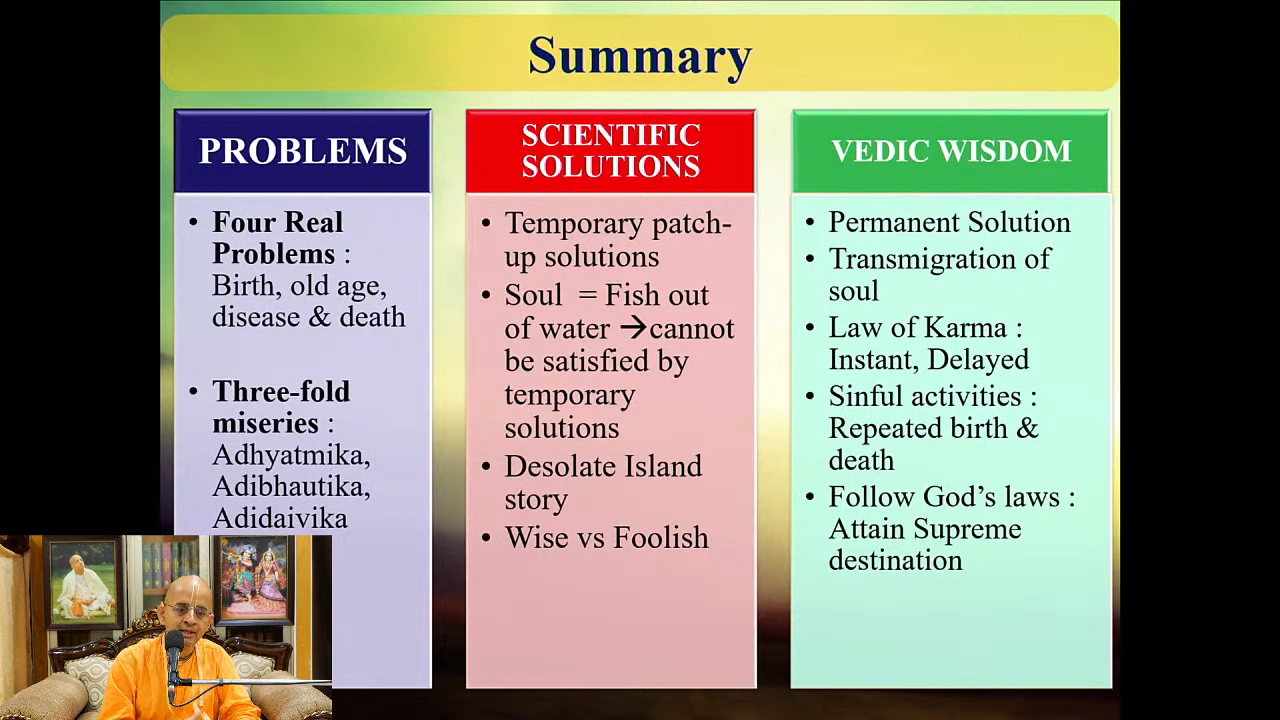 Summary
PROBLEMS
• Four Real
Problems :
Birth, old age,
disease & death
• Three-fold
miseries :
Adhyatmika,
Adibhautika,
Adidaivika
SCIENTIFIC
SOLUTIONS
• Temporary patch-
up solutions
• Soul = Fish out
of water →cannot
be satisfied by
temporary
solutions
• Desolate Island
story
• Wise vs Foolish
VEDIC WISDOM
• Permanent Solution
• Transmigration of
soul
• Law of Karma :
Instant, Delayed
• Sinful activities :
Repeated birth &
death
• Follow God’s laws :
Attain Supreme
destination